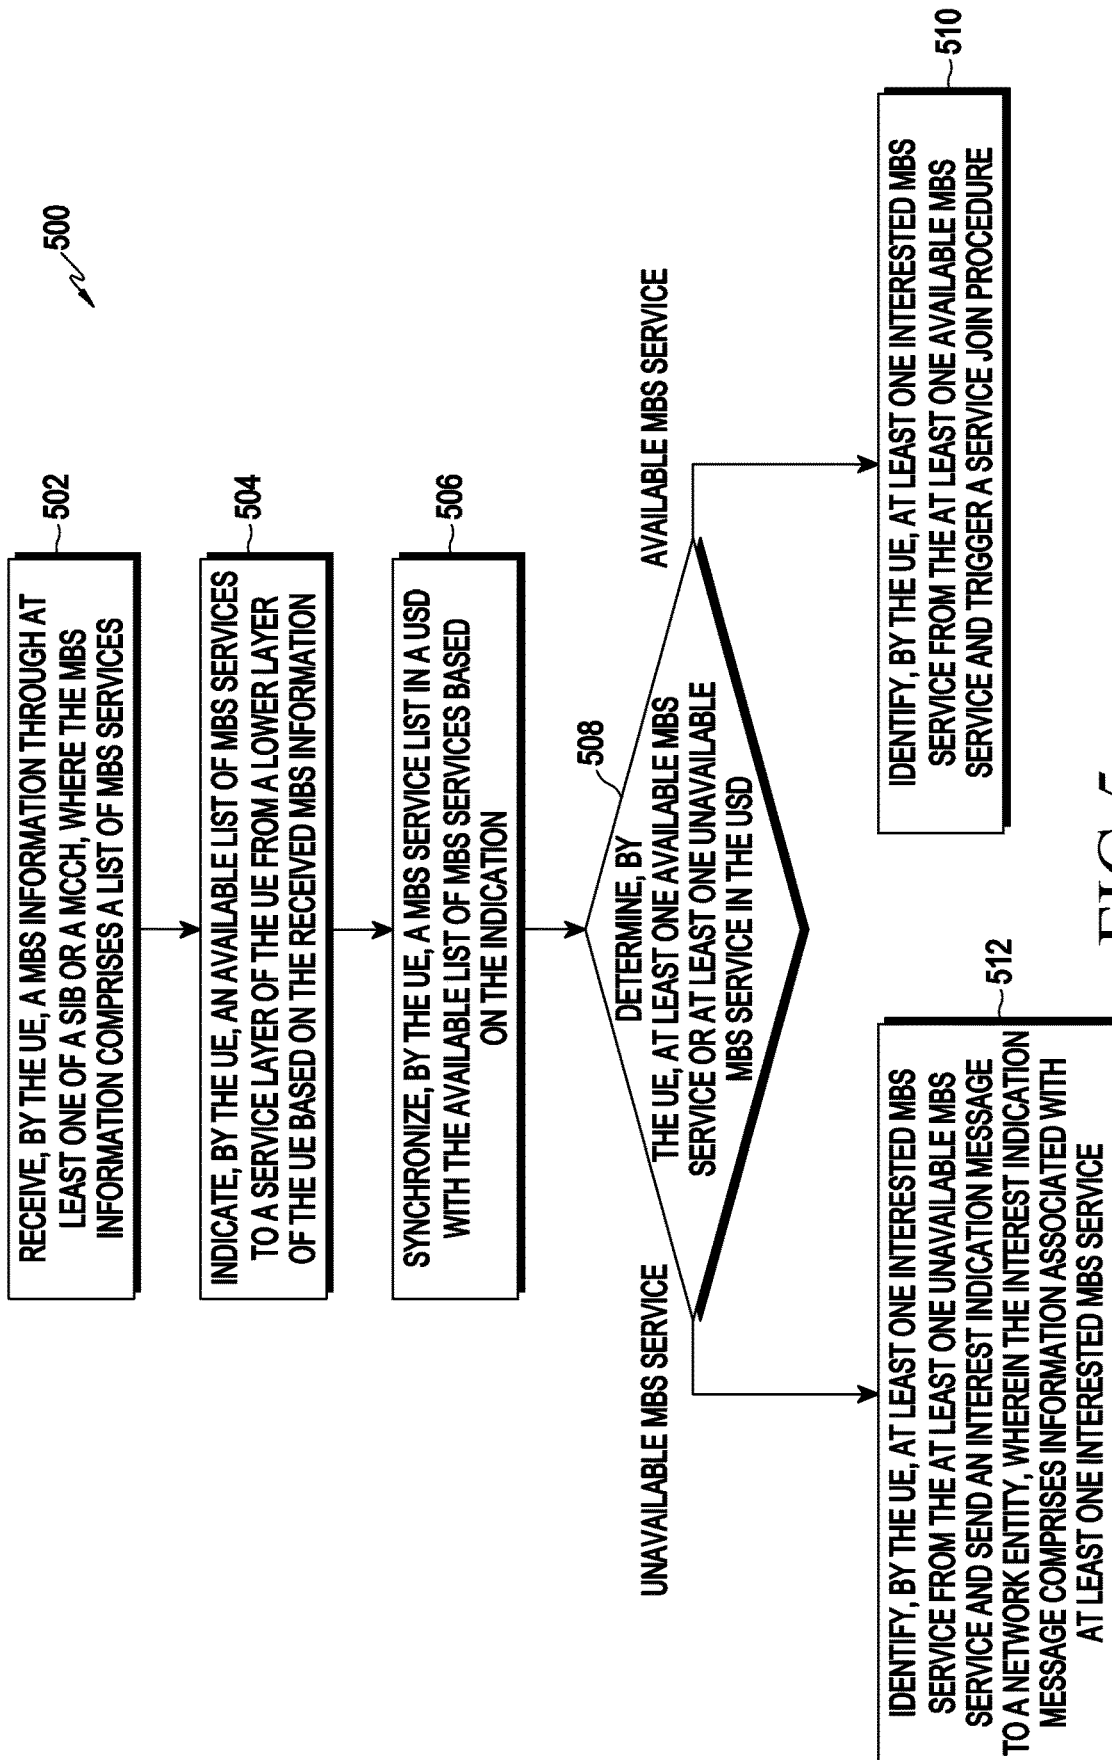 500
502
RECEIVE, BY THE UE, A MBS INFORMATION THROUGH AT
LEAST ONE OF A SIB OR A MCCH, WHERE THE MBS
INFORMATION COMPRISES A LIST OF MBS SERVICES
504
INDICATE, BY THE UE, AN AVAILABLE LIST OF MBS SERVICES
TO A SERVICE LAYER OF THE UE FROM A LOWER LAYER
OF THE UE BASED ON THE RECEIVED MBS INFORMATION
506
SYNCHRONIZE, BY THE UE, A MBS SERVICE LIST IN A USD
WITH THE AVAILABLE LIST OF MBS SERVICES BASED
ON THE INDICATION
508
DETERMINE, BY
THE UE, AT LEAST ONE AVAILABLE MBS
SERVICE OR AT LEAST ONE UNAVAILABLE
MBS SERVICE IN THE USD
UNAVAILABLE MBS SERVICE
AVAILABLE MBS SERVICE
512
IDENTIFY, BY THE UE, AT LEAST ONE INTERESTED MBS
SERVICE FROM THE AT LEAST ONE UNAVAILABLE MBS
SERVICE AND SEND AN INTEREST INDICATION MESSAGE
TO A NETWORK ENTITY, WHEREIN THE INTEREST INDICATION
MESSAGE COMPRISES INFORMATION ASSOCIATED WITH
AT LEAST ONE INTERESTED MBS SERVICE
510
IDENTIFY, BY THE UE, AT LEAST ONE INTERESTED MBS
SERVICE FROM THE AT LEAST ONE AVAILABLE MBS
SERVICE AND TRIGGER A SERVICE JOIN PROCEDURE